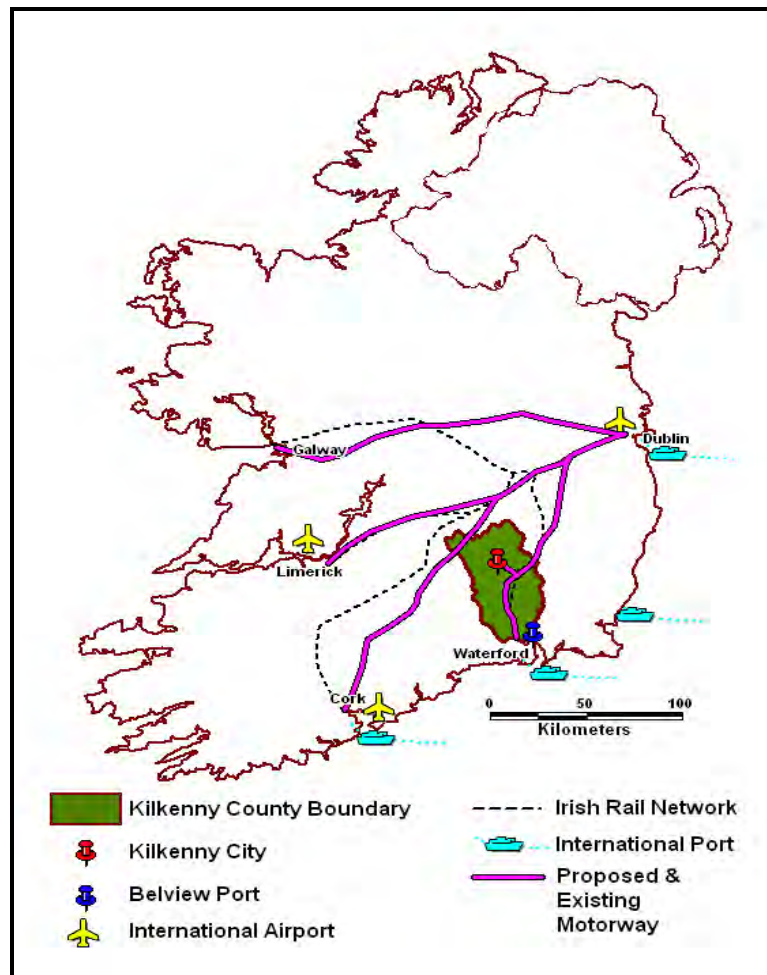 Galway
Dublin
Limerick
Waterford
Cork
0 50 100
Kilometers
Kilkenny County Boundary
Kilkenny City
Belview Port
International Airport
Irish Rail Network
International Port
Proposed &
Existing
Motorway